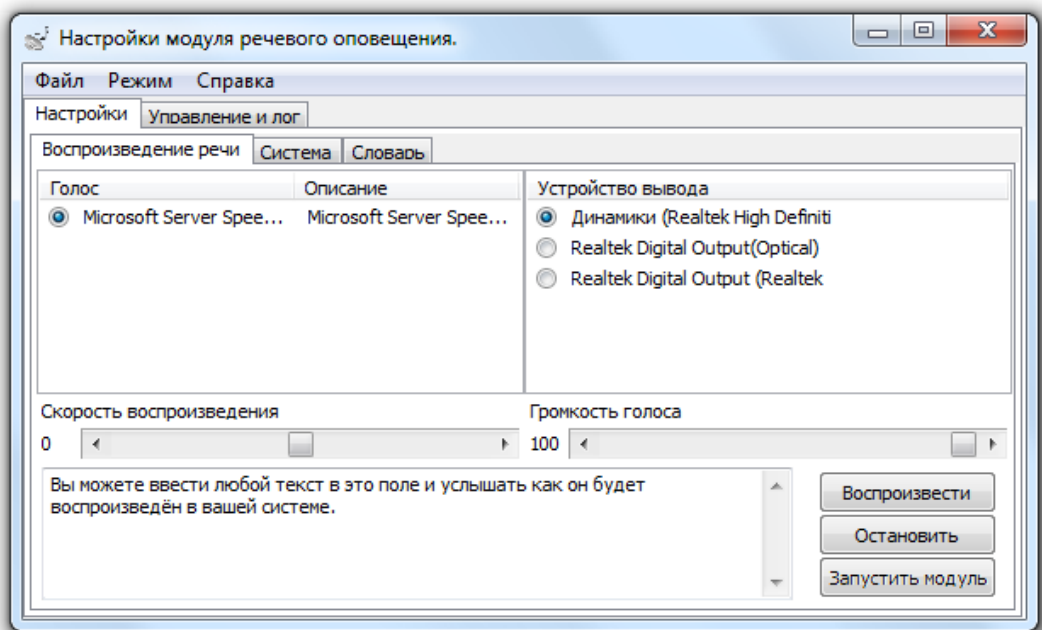 Настройки модуля речевого оповещения.
Файл Режим Справка
Настройки Управление и лог
Воспроизведение речи Система Словарь
Голос Описание Устройство вывода
Microsoft Server Spee... Microsoft Server Spee... Динамики (Realtek High Definiti
Realtek Digital Output(Optical)
Realtek Digital Output (Realtek
Скорость воспроизведения Громкость голоса
0 100
Вы можете ввести любой текст в это поле и услышать как он будет
воспроизведён в вашей системе.
Воспроизвести
Остановить
Запустить модуль